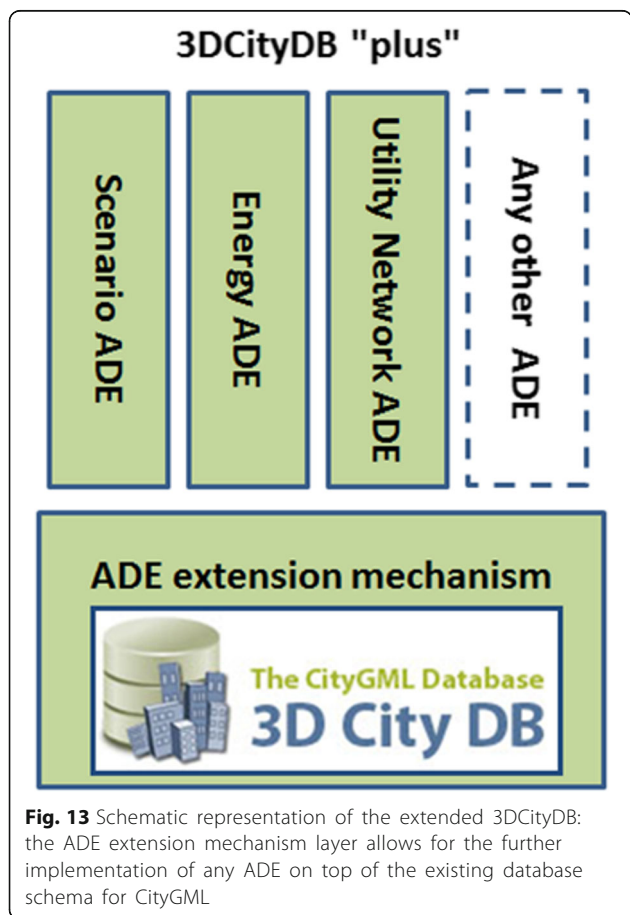 3DCityDB "plus"
Scenario ADE
Energy ADE
Utility Network ADE
Any other ADE
ADE extension mechanism
The CityGML Database
3D City DB
Fig. 13 Schematic representation of the extended 3DCityDB:
the ADE extension mechanism layer allows for the further
implementation of any ADE on top of the existing database
schema for CityGML